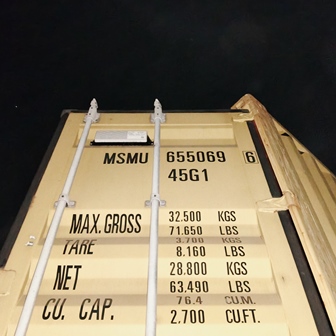 MSMU 655069 6
45G1
MAX. GROSS 32.500 KGS
71.650 LBS
TARE 3.700 KGS
8.160 LBS
NET 28.800 KGS
63.490 LBS
CU. CAP. 76.4 CU.M.
2.700 CU.FT.